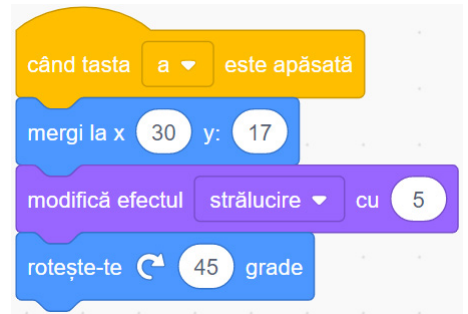 când tasta a este apăsată
mergi la x 30 y: 17
modifică efectul strălucire cu 5
rotește-te 45 grade